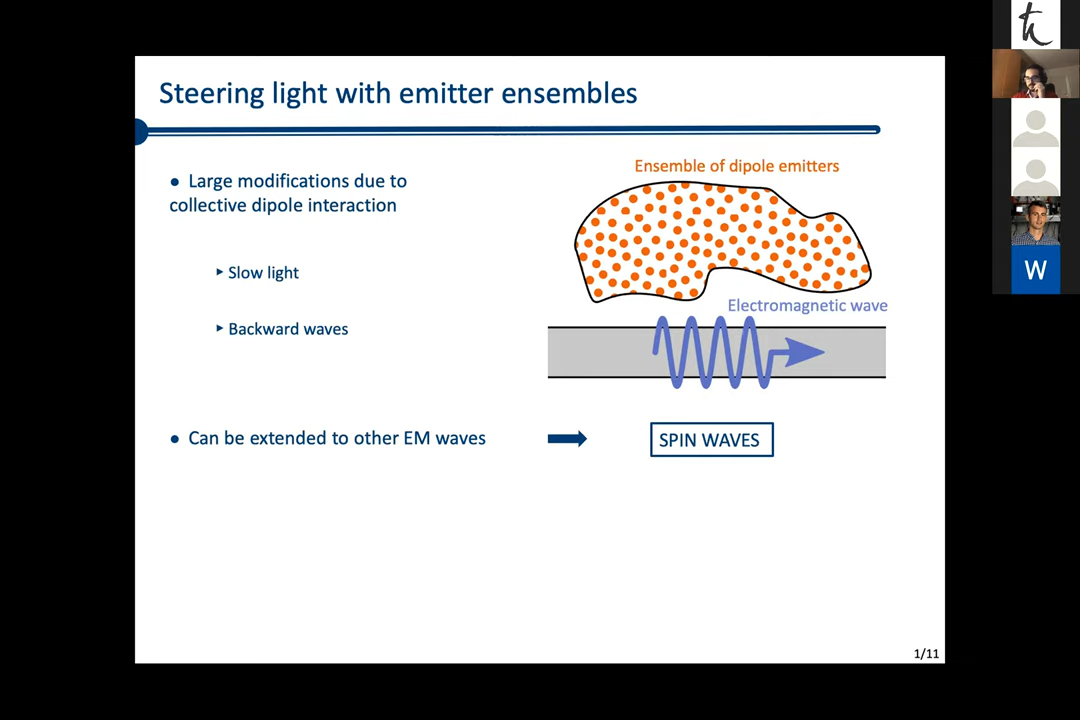 Steering light with emitter ensembles
● Large modifications due to
collective dipole interaction
▸ Slow light
▸ Backward waves
Ensemble of dipole emitters
Electromagnetic wave
● Can be extended to other EM waves
SPIN WAVES
1/11
W